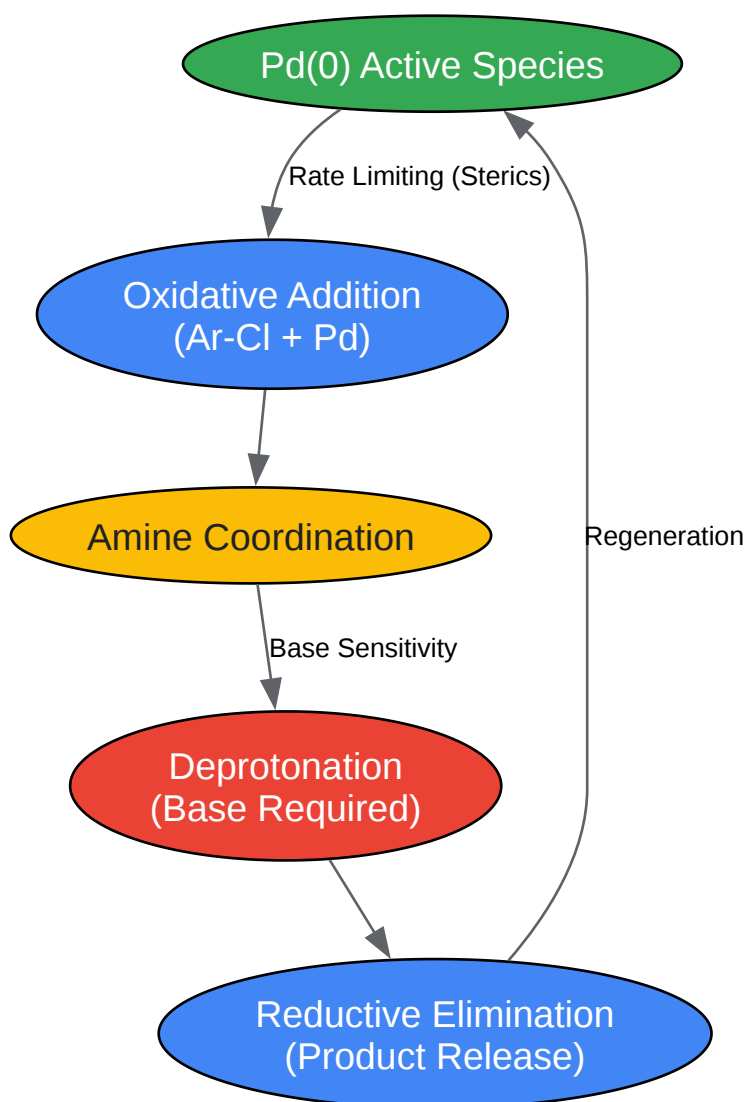 Pd(0) Active Species
Rate Limiting (Sterics)
Oxidative Addition
(Ar-Cl + Pd)
Amine Coordination
Regeneration
Base Sensitivity
Deprotonation
(Base Required)
Reductive Elimination
(Product Release)